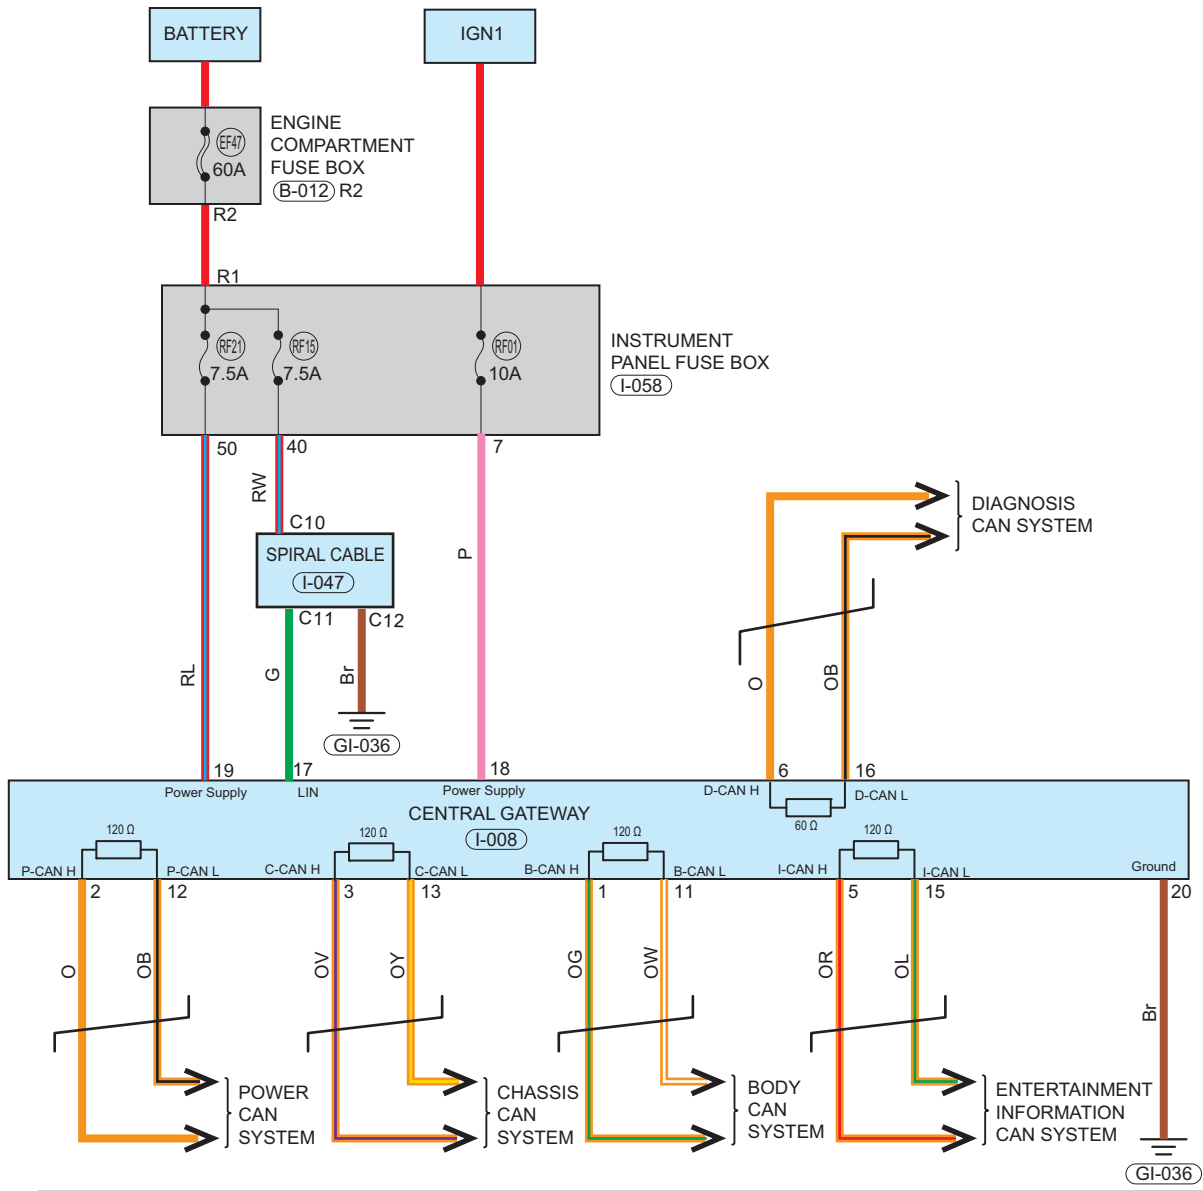 BATTERY
IGN1
EF47
60A
ENGINE
COMPARTMENT
FUSE BOX
B-012 R2
R2
R1
RF21
7.5A
RF15
7.5A
RF01
10A
INSTRUMENT
PANEL FUSE BOX
I-058
50
40
7
RW
C10
SPIRAL CABLE
I-047
C11
C12
P
DIAGNOSIS
CAN SYSTEM
RL
G
Br
GI-036
O
OB
19
17
18
6
16
Power Supply
LIN
Power Supply
D-CAN H
D-CAN L
60 Ω
CENTRAL GATEWAY
I-008
120 Ω
120 Ω
120 Ω
120 Ω
P-CAN H
P-CAN L
C-CAN H
C-CAN L
B-CAN H
B-CAN L
I-CAN H
I-CAN L
Ground
2
12
3
13
1
11
5
15
20
O
OB
OV
OY
OG
OW
OR
OL
Br
POWER
CAN
SYSTEM
CHASSIS
CAN
SYSTEM
BODY
CAN
SYSTEM
ENTERTAINMENT
INFORMATION
CAN SYSTEM
GI-036